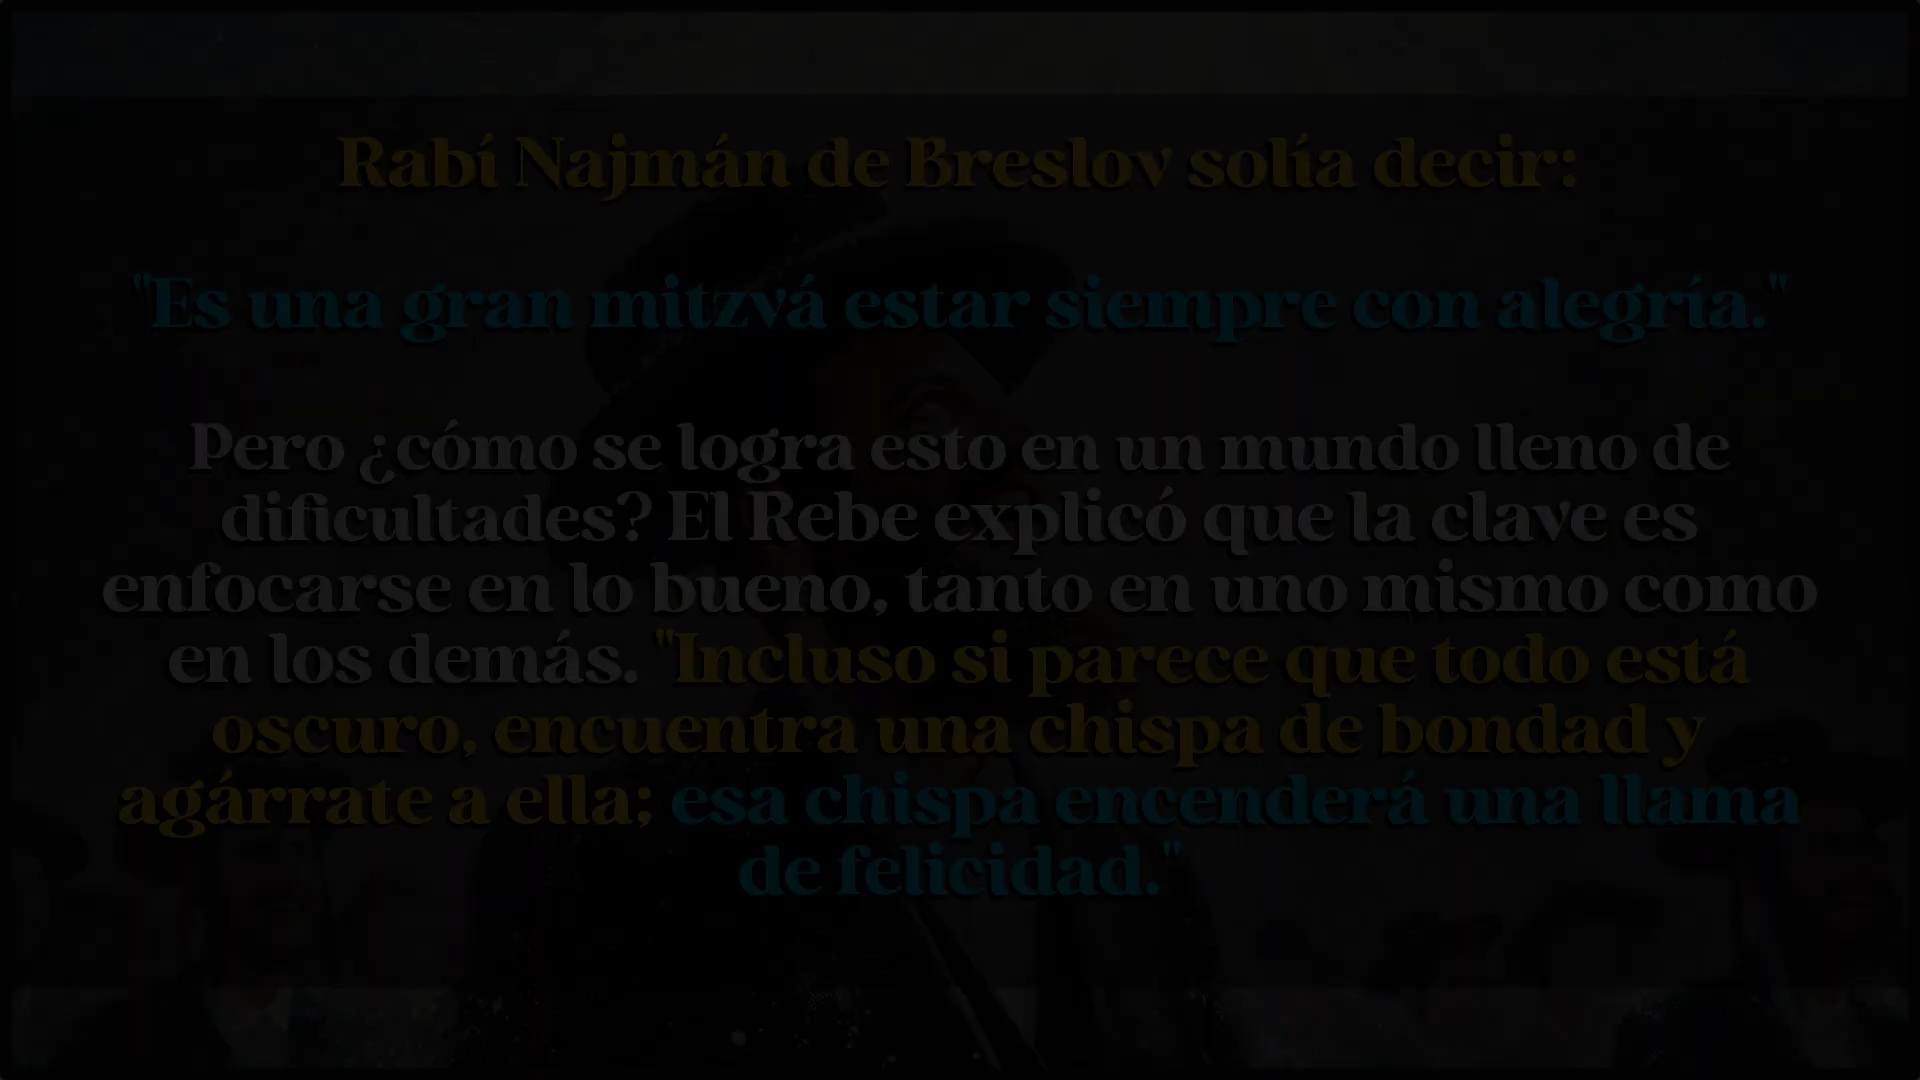 Rabí Najmán de Breslov solía decir:
"Es una gran mitzvá estar siempre con alegría."
Pero ¿cómo se logra esto en un mundo lleno de
dificultades? El Rebe explicó que la clave es
enfocarse en lo bueno, tanto en uno mismo como
en los demás. "Incluso si parece que todo está
oscuro, encuentra una chispa de bondad y
agárrate a ella; esa chispa encenderá una llama
de felicidad."